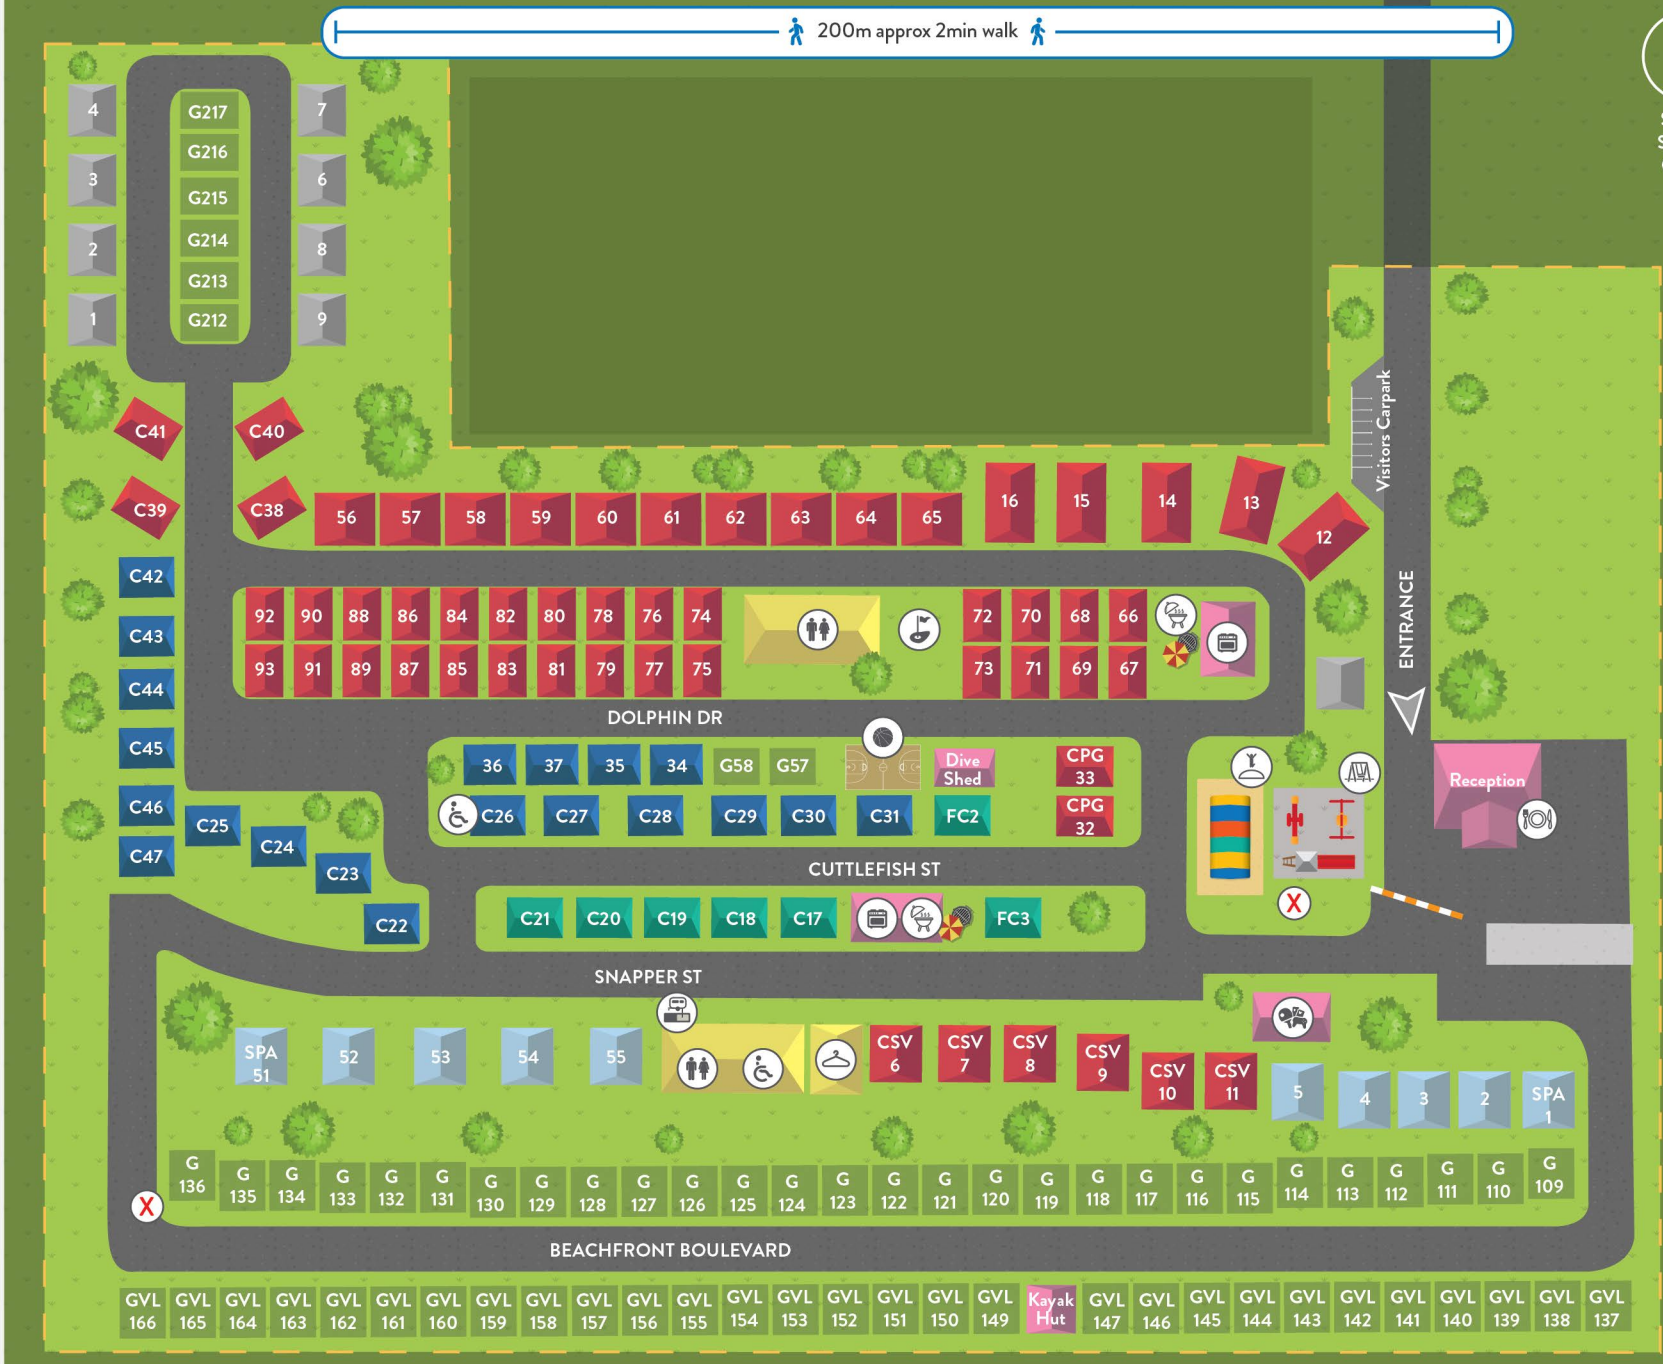 200m approx 2min walk
4
G217
7
G216
3
6
G215
G214
2
8
G213
1
G212
9
Visitors Carpark
C41
C40
C39
C38
56
57
58
59
60
61
62
63
64
65
16
15
14
13
12
ENTRANCE
C42
C43
C44
C45
C46
C47
92
90
88
86
84
82
80
78
76
74
72
70
68
66
93
91
89
87
85
83
81
79
77
75
73
71
69
67
DOLPHIN DR
36
37
35
34
G58
G57
Dive
Shed
CPG
33
C26
C27
C28
C29
C30
C31
FC2
CPG
32
Reception
C25
C24
C23
C22
CUTTLEFISH ST
C21
C20
C19
C18
C17
FC3
X
SNAPPER ST
SPA
51
52
53
54
55
CSV
6
CSV
7
CSV
8
CSV
9
CSV
10
CSV
11
5
4
3
2
SPA
1
G
136
G
135
G
134
G
133
G
132
G
131
G
130
G
129
G
128
G
127
G
126
G
125
G
124
G
123
G
122
G
121
G
120
G
119
G
118
G
117
G
116
G
115
G
114
G
113
G
112
G
111
G
110
G
109
X
BEACHFRONT BOULEVARD
GVL
166
GVL
165
GVL
164
GVL
163
GVL
162
GVL
161
GVL
160
GVL
159
GVL
158
GVL
157
GVL
156
GVL
155
GVL
154
GVL
153
GVL
152
GVL
151
GVL
150
GVL
149
Kayak
Hut
GVL
147
GVL
146
GVL
145
GVL
144
GVL
143
GVL
142
GVL
141
GVL
140
GVL
139
GVL
138
GVL
137